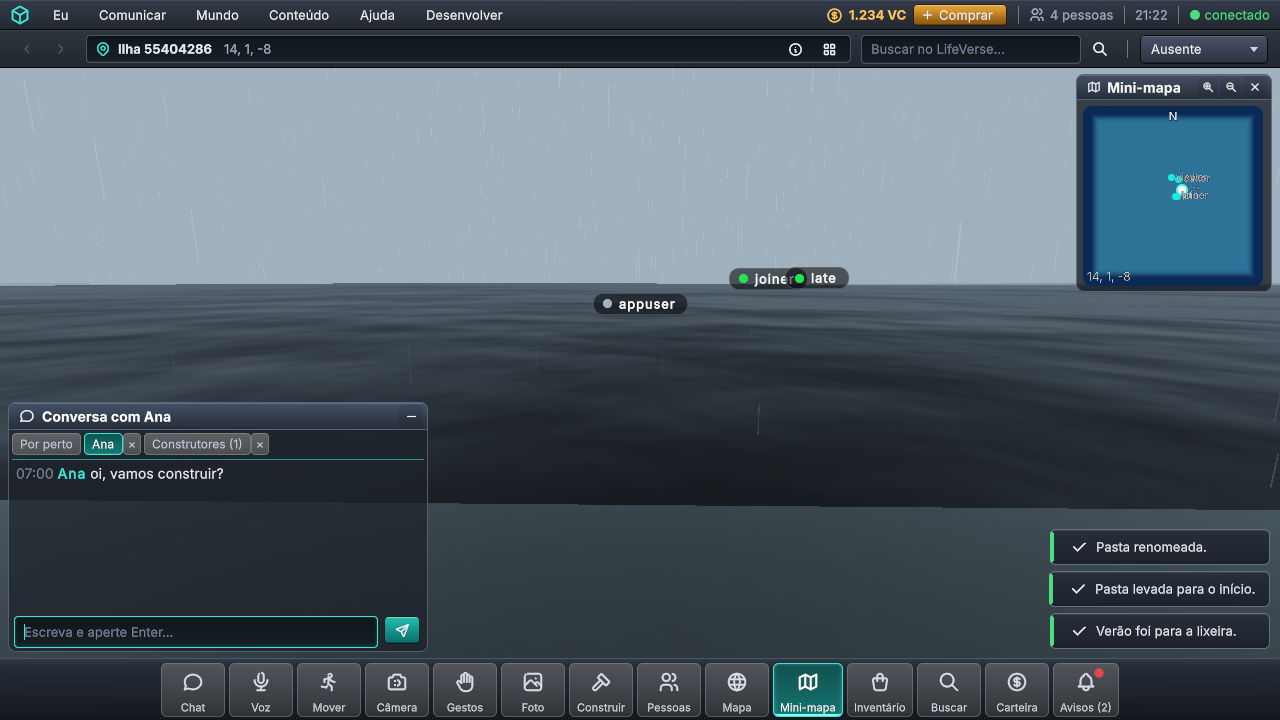 Eu Comunicar Mundo Conteúdo Ajuda Desenvolver 1.234 VC + Comprar 4 pessoas 21:22 conectado
Ilha 55404286 14, 1, -8 Buscar no LifeVerse... Ausente
Mini-mapa
N
14, 1, -8
joiner late
appuser
Conversa com Ana
Por perto Ana × Construtores (1) ×
07:00 Ana oi, vamos construir?
Escreva e aperte Enter...
Pasta renomeada.
Pasta levada para o início.
Verão foi para a lixeira.
Chat Voz Mover Câmera Gestos Foto Construir Pessoas Mapa Mini-mapa Inventário Buscar Carteira Avisos (2)